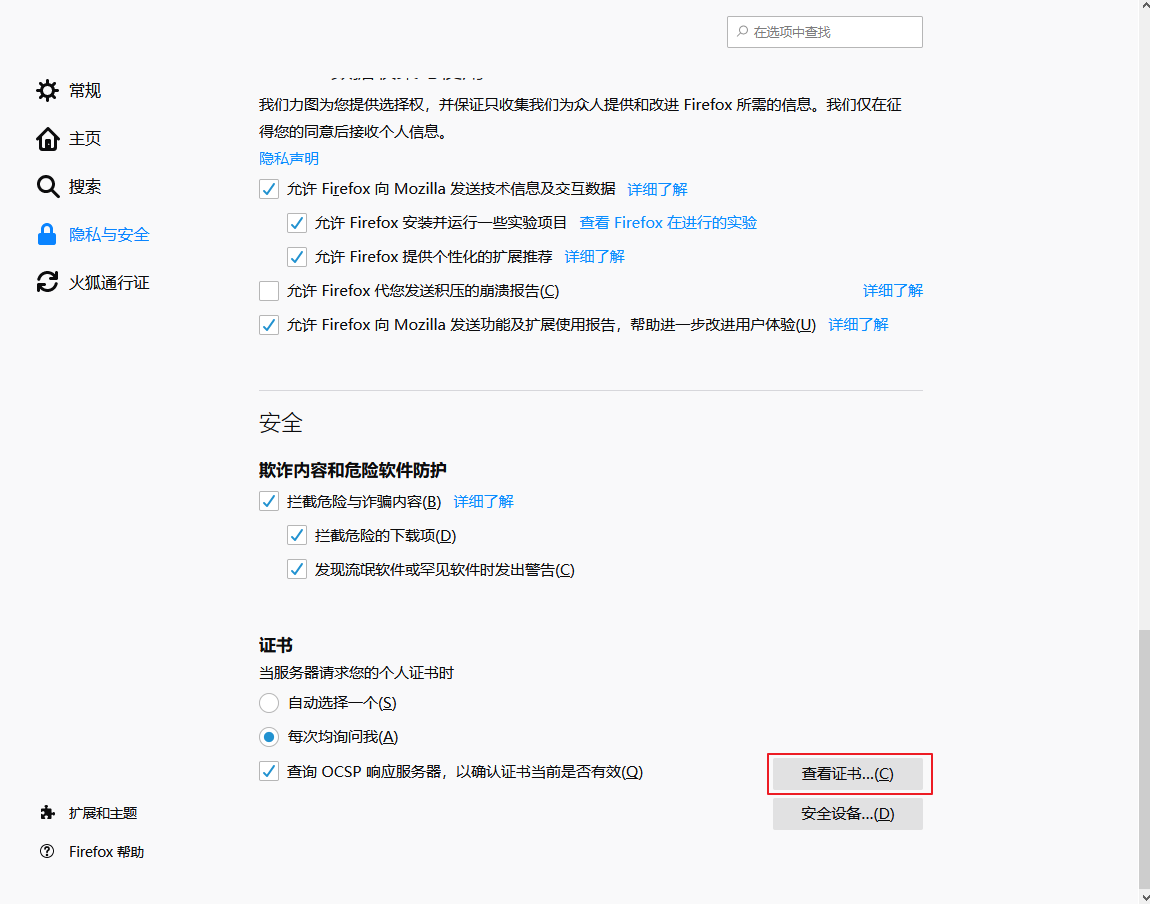 在选项中查找
常规
主页
搜索
隐私与安全
火狐通行证
我们力图为您提供选择权，并保证只收集我们为众人提供和改进 Firefox 所需的信息。我们仅在征
得您的同意后接收个人信息。
隐私声明
允许 Firefox 向 Mozilla 发送技术信息及交互数据 详细了解
允许 Firefox 安装并运行一些实验项目 查看 Firefox 在进行的实验
允许 Firefox 提供个性化的扩展推荐 详细了解
允许 Firefox 代您发送积压的崩溃报告(C) 详细了解
允许 Firefox 向 Mozilla 发送功能及扩展使用报告，帮助进一步改进用户体验(U) 详细了解
安全
欺诈内容和危险软件防护
拦截危险与诈骗内容(B) 详细了解
拦截危险的下载项(D)
发现流氓软件或罕见软件时发出警告(C)
证书
当服务器请求您的个人证书时
自动选择一个(S)
每次均询问我(A)
查询 OCSP 响应服务器，以确认证书当前是否有效(Q)
查看证书...(C)
安全设备...(D)
扩展和主题
Firefox 帮助